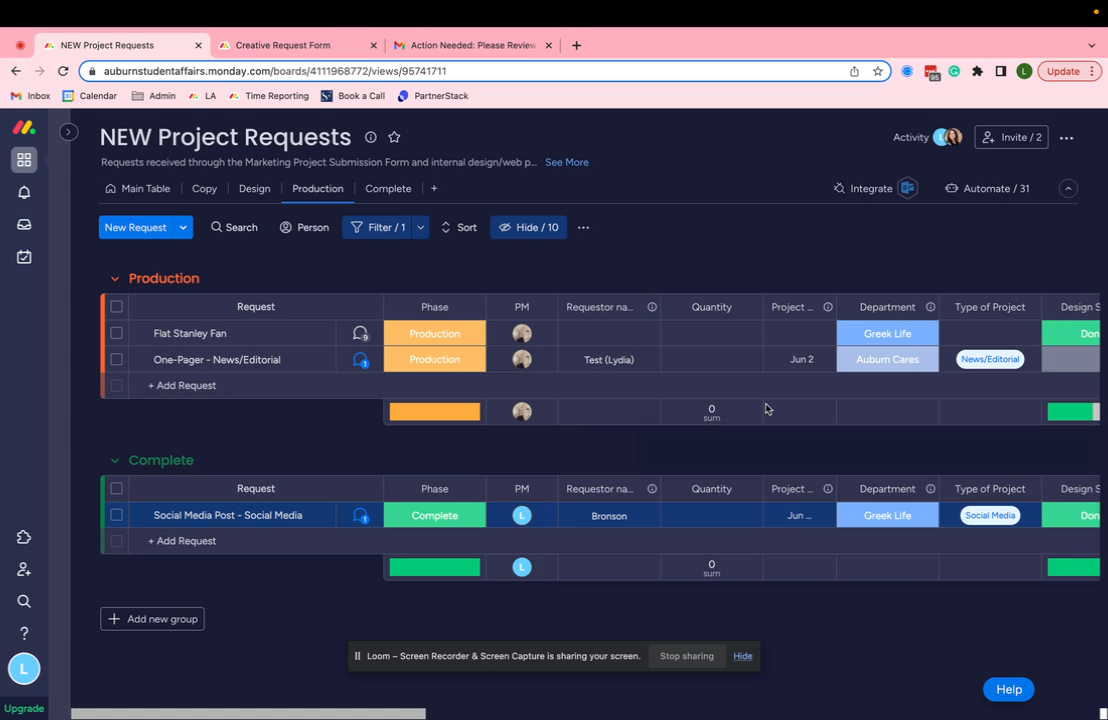 NEW Project Requests
Creative Request Form
Action Needed: Please Review
auburnstudentaffairs.monday.com/boards/4111968772/views/95741711
95
L
Update
Inbox
Calendar
Admin
LA
Time Reporting
Book a Call
PartnerStack
NEW Project Requests
Activity
L
Invite / 2
Requests received through the Marketing Project Submission Form and internal design/web p...
See More
Main Table
Copy
Design
Production
Complete
+
Integrate
Automate / 31
New Request
Search
Person
Filter / 1
Sort
Hide / 10
Production
Request
Phase
PM
Requestor na...
Quantity
Project ...
Department
Type of Project
Design S
Flat Stanley Fan
9
Production
Greek Life
Don
One-Pager - News/Editorial
1
Production
Test (Lydia)
Jun 2
Auburn Cares
News/Editorial
+ Add Request
0
sum
Complete
Request
Phase
PM
Requestor na...
Quantity
Project ...
Department
Type of Project
Design S
Social Media Post - Social Media
1
Complete
L
Bronson
Jun ...
Greek Life
Social Media
Don
+ Add Request
L
0
sum
+ Add new group
Loom – Screen Recorder & Screen Capture is sharing your screen.
Stop sharing
Hide
?
L
Upgrade
Help